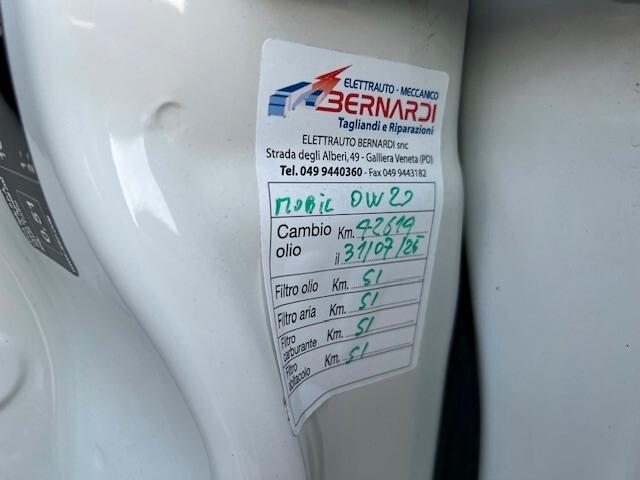 ELETTRAUTO - MECCANICO
BERNARDI
Tagliandi e Riparazioni
ELETTRAUTO BERNARDI snc
Strada degli Alberi, 49 - Galliera Veneta (PD)
Tel. 049 9440360 - Fax 049 9443182
MOBIL OW20
Cambio olio Km. 42614
il 31/07/25
Filtro olio Km. SI
Filtro aria Km. SI
Filtro carburante Km. SI
Filtro abitacolo Km. SI